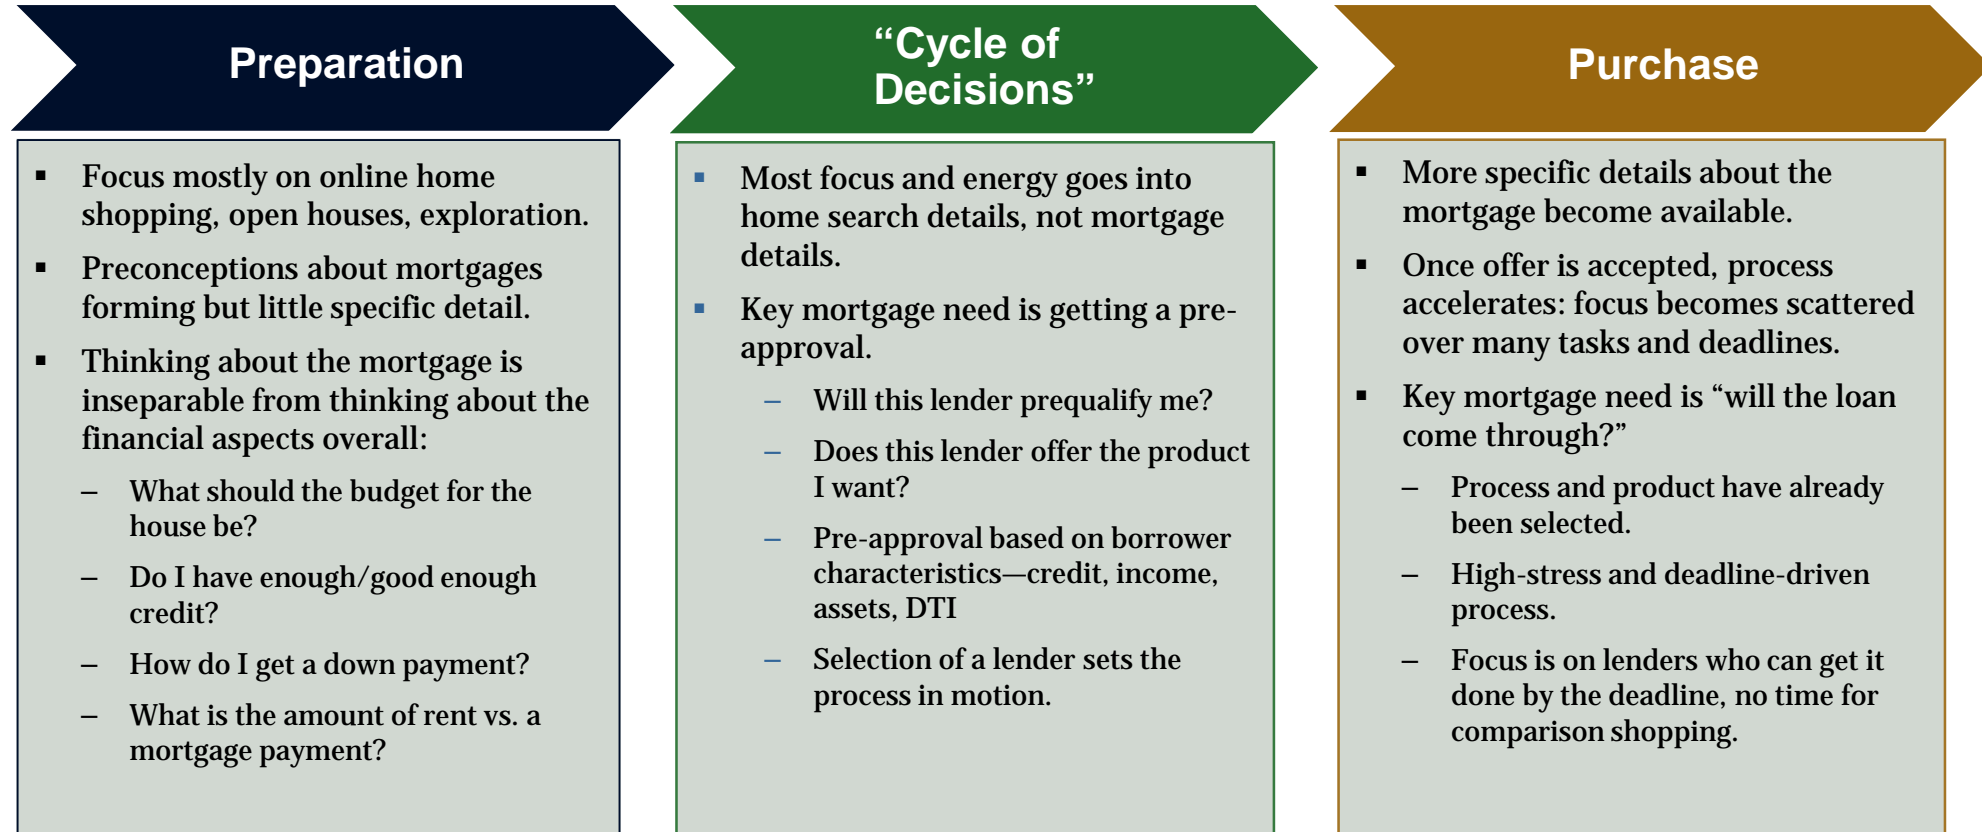 Preparation
▪ Focus mostly on online home
shopping, open houses, exploration.
▪ Preconceptions about mortgages
forming but little specific detail.
▪ Thinking about the mortgage is
inseparable from thinking about the
financial aspects overall:
– What should the budget for the
house be?
– Do I have enough/good enough
credit?
– How do I get a down payment?
– What is the amount of rent vs. a
mortgage payment?
“Cycle of
Decisions”
▪ Most focus and energy goes into
home search details, not mortgage
details.
▪ Key mortgage need is getting a pre-
approval.
– Will this lender prequalify me?
– Does this lender offer the product
I want?
– Pre-approval based on borrower
characteristics—credit, income,
assets, DTI
– Selection of a lender sets the
process in motion.
Purchase
▪ More specific details about the
mortgage become available.
▪ Once offer is accepted, process
accelerates: focus becomes scattered
over many tasks and deadlines.
▪ Key mortgage need is “will the loan
come through?”
– Process and product have already
been selected.
– High-stress and deadline-driven
process.
– Focus is on lenders who can get it
done by the deadline, no time for
comparison shopping.